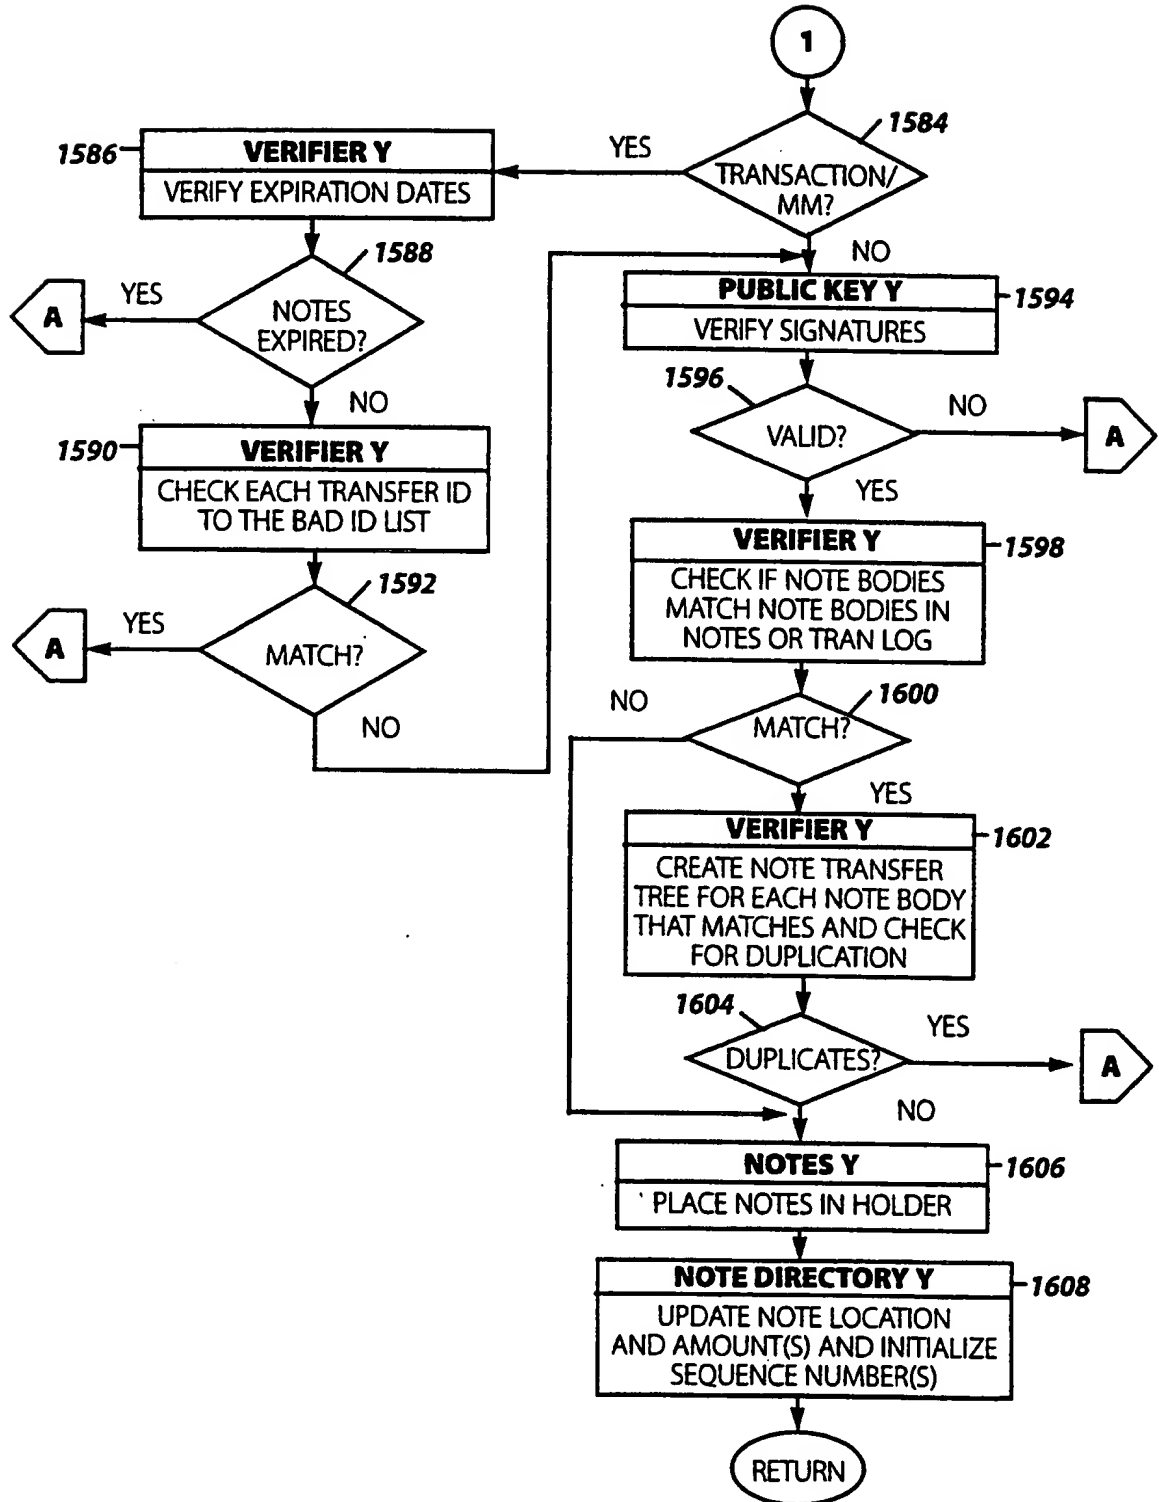 1
1584
TRANSACTION/
MM?
YES
NO
1586
VERIFIER Y
VERIFY EXPIRATION DATES
1588
NOTES
EXPIRED?
YES
A
NO
1590
VERIFIER Y
CHECK EACH TRANSFER ID
TO THE BAD ID LIST
1592
MATCH?
YES
A
NO
PUBLIC KEY Y
1594
VERIFY SIGNATURES
1596
VALID?
NO
A
YES
VERIFIER Y
1598
CHECK IF NOTE BODIES
MATCH NOTE BODIES IN
NOTES OR TRAN LOG
1600
MATCH?
NO
YES
VERIFIER Y
1602
CREATE NOTE TRANSFER
TREE FOR EACH NOTE BODY
THAT MATCHES AND CHECK
FOR DUPLICATION
1604
DUPLICATES?
YES
A
NO
NOTES Y
1606
PLACE NOTES IN HOLDER
NOTE DIRECTORY Y
1608
UPDATE NOTE LOCATION
AND AMOUNT(S) AND INITIALIZE
SEQUENCE NUMBER(S)
RETURN